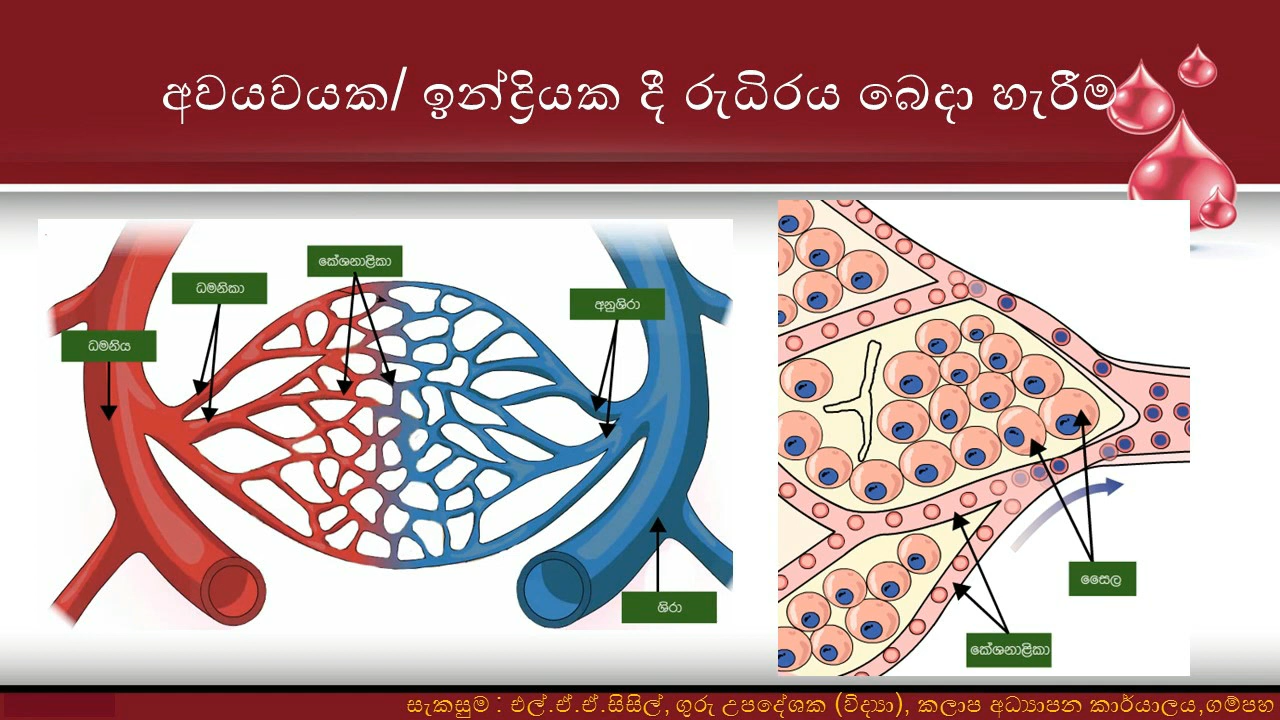 අවයවයක/ ඉන්ද්‍රියක දී රුධිරය බෙදා හැරීම
කේශනාළිකා
ධමනිකා
අනුශිරා
ධමනිය
ශිරා
සෛල
කේශනාළිකා
සැකසුම : එල්.ඒ.ඒ.සිසිල්, ගුරු උපදේශක (විද්‍යා), කලාප අධ්‍යාපන කාර්යාලය,ගම්පහ